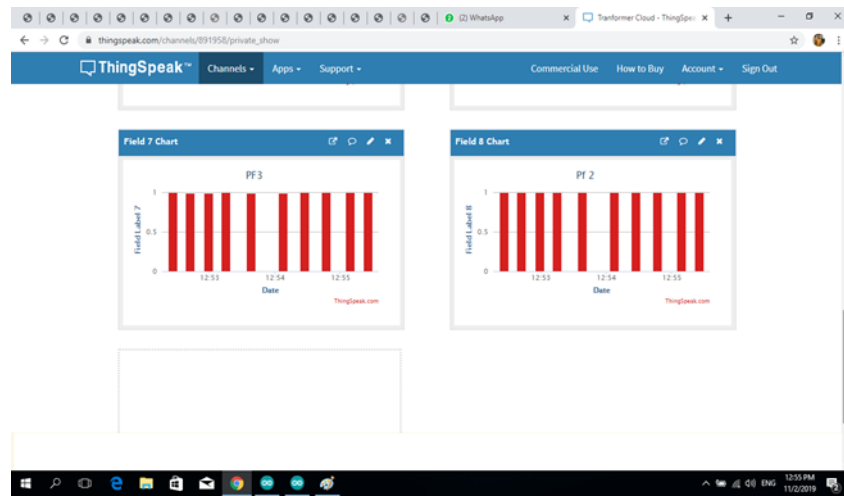 (2) WhatsApp
Tranformer Cloud - ThingSpe
thingspeak.com/channels/891958/private_show
ThingSpeak™ Channels Apps Support Commercial Use How to Buy Account Sign Out
Field 7 Chart
PF3
Field Label 7
1
0.5
0
12:53 12:54 12:55
Date
ThingSpeak.com
Field 8 Chart
Pf 2
Field Label 8
1
0.5
0
12:53 12:54 12:55
Date
ThingSpeak.com
ENG
12:55 PM
11/2/2019
2